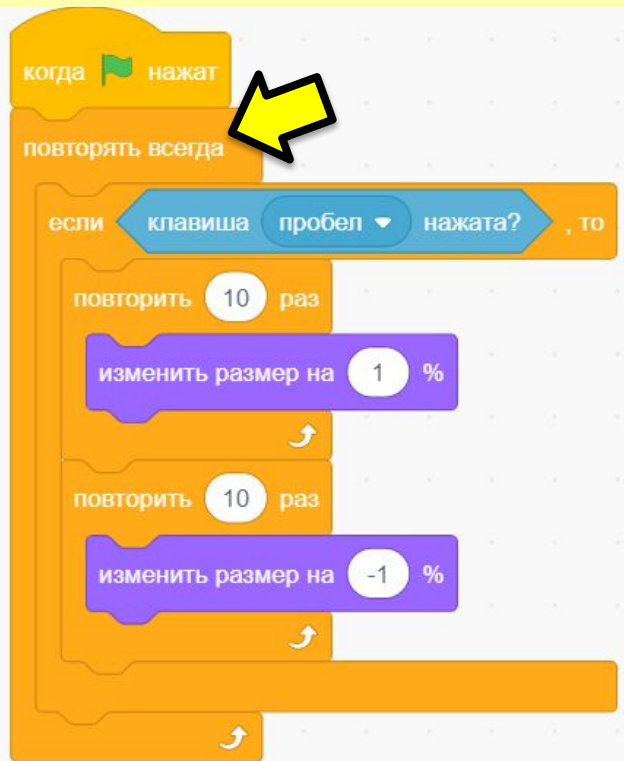 когда нажат
повторять всегда
если клавиша пробел нажата? , то
повторить 10 раз
изменить размер на 1 %
повторить 10 раз
изменить размер на -1 %